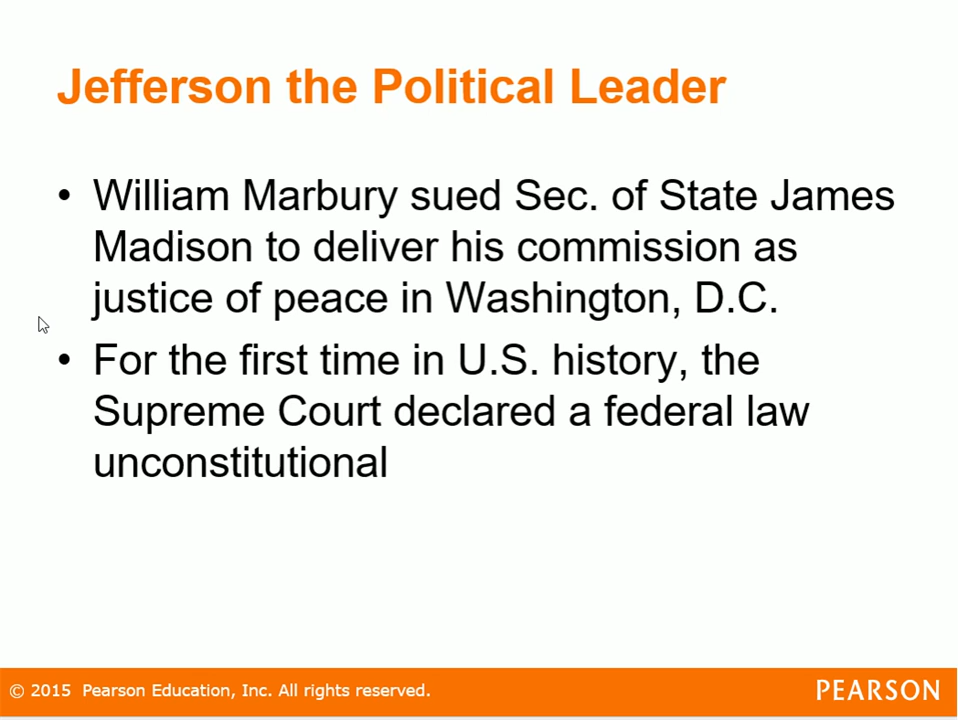 Jefferson the Political Leader
• William Marbury sued Sec. of State James
Madison to deliver his commission as
justice of peace in Washington, D.C.
• For the first time in U.S. history, the
Supreme Court declared a federal law
unconstitutional
© 2015 Pearson Education, Inc. All rights reserved.
PEARSON